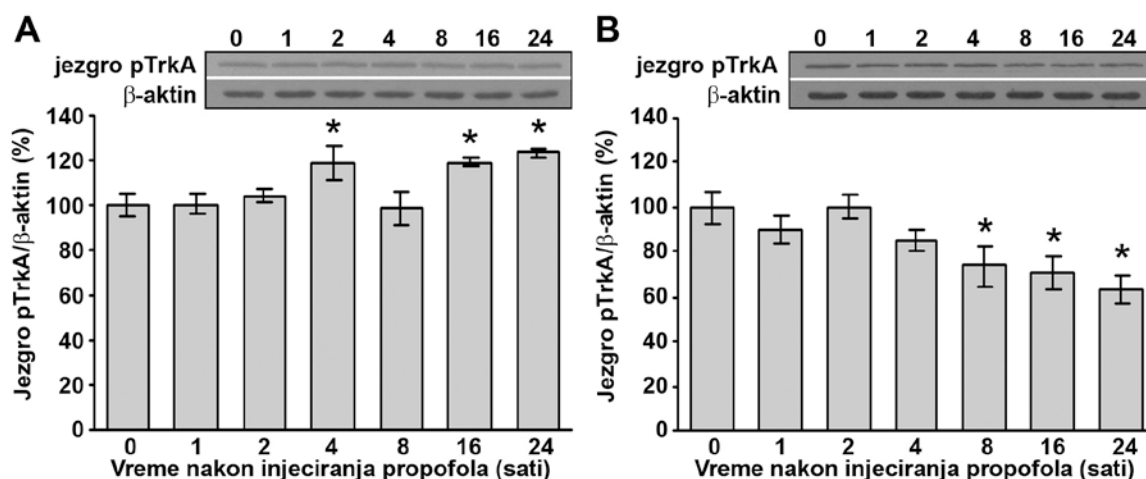 A
0 1 2 4 8 16 24
jezgro pTrkA
β-aktin
Jezgro pTrkA/β-aktin (%)
140
120
100
80
60
40
20
0
* * *
0 1 2 4 8 16 24
Vreme nakon injeciranja propofola (sati)
B
0 1 2 4 8 16 24
jezgro pTrkA
β-aktin
Jezgro pTrkA/β-aktin (%)
140
120
100
80
60
40
20
0
* * *
0 1 2 4 8 16 24
Vreme nakon injeciranja propofola (sati)